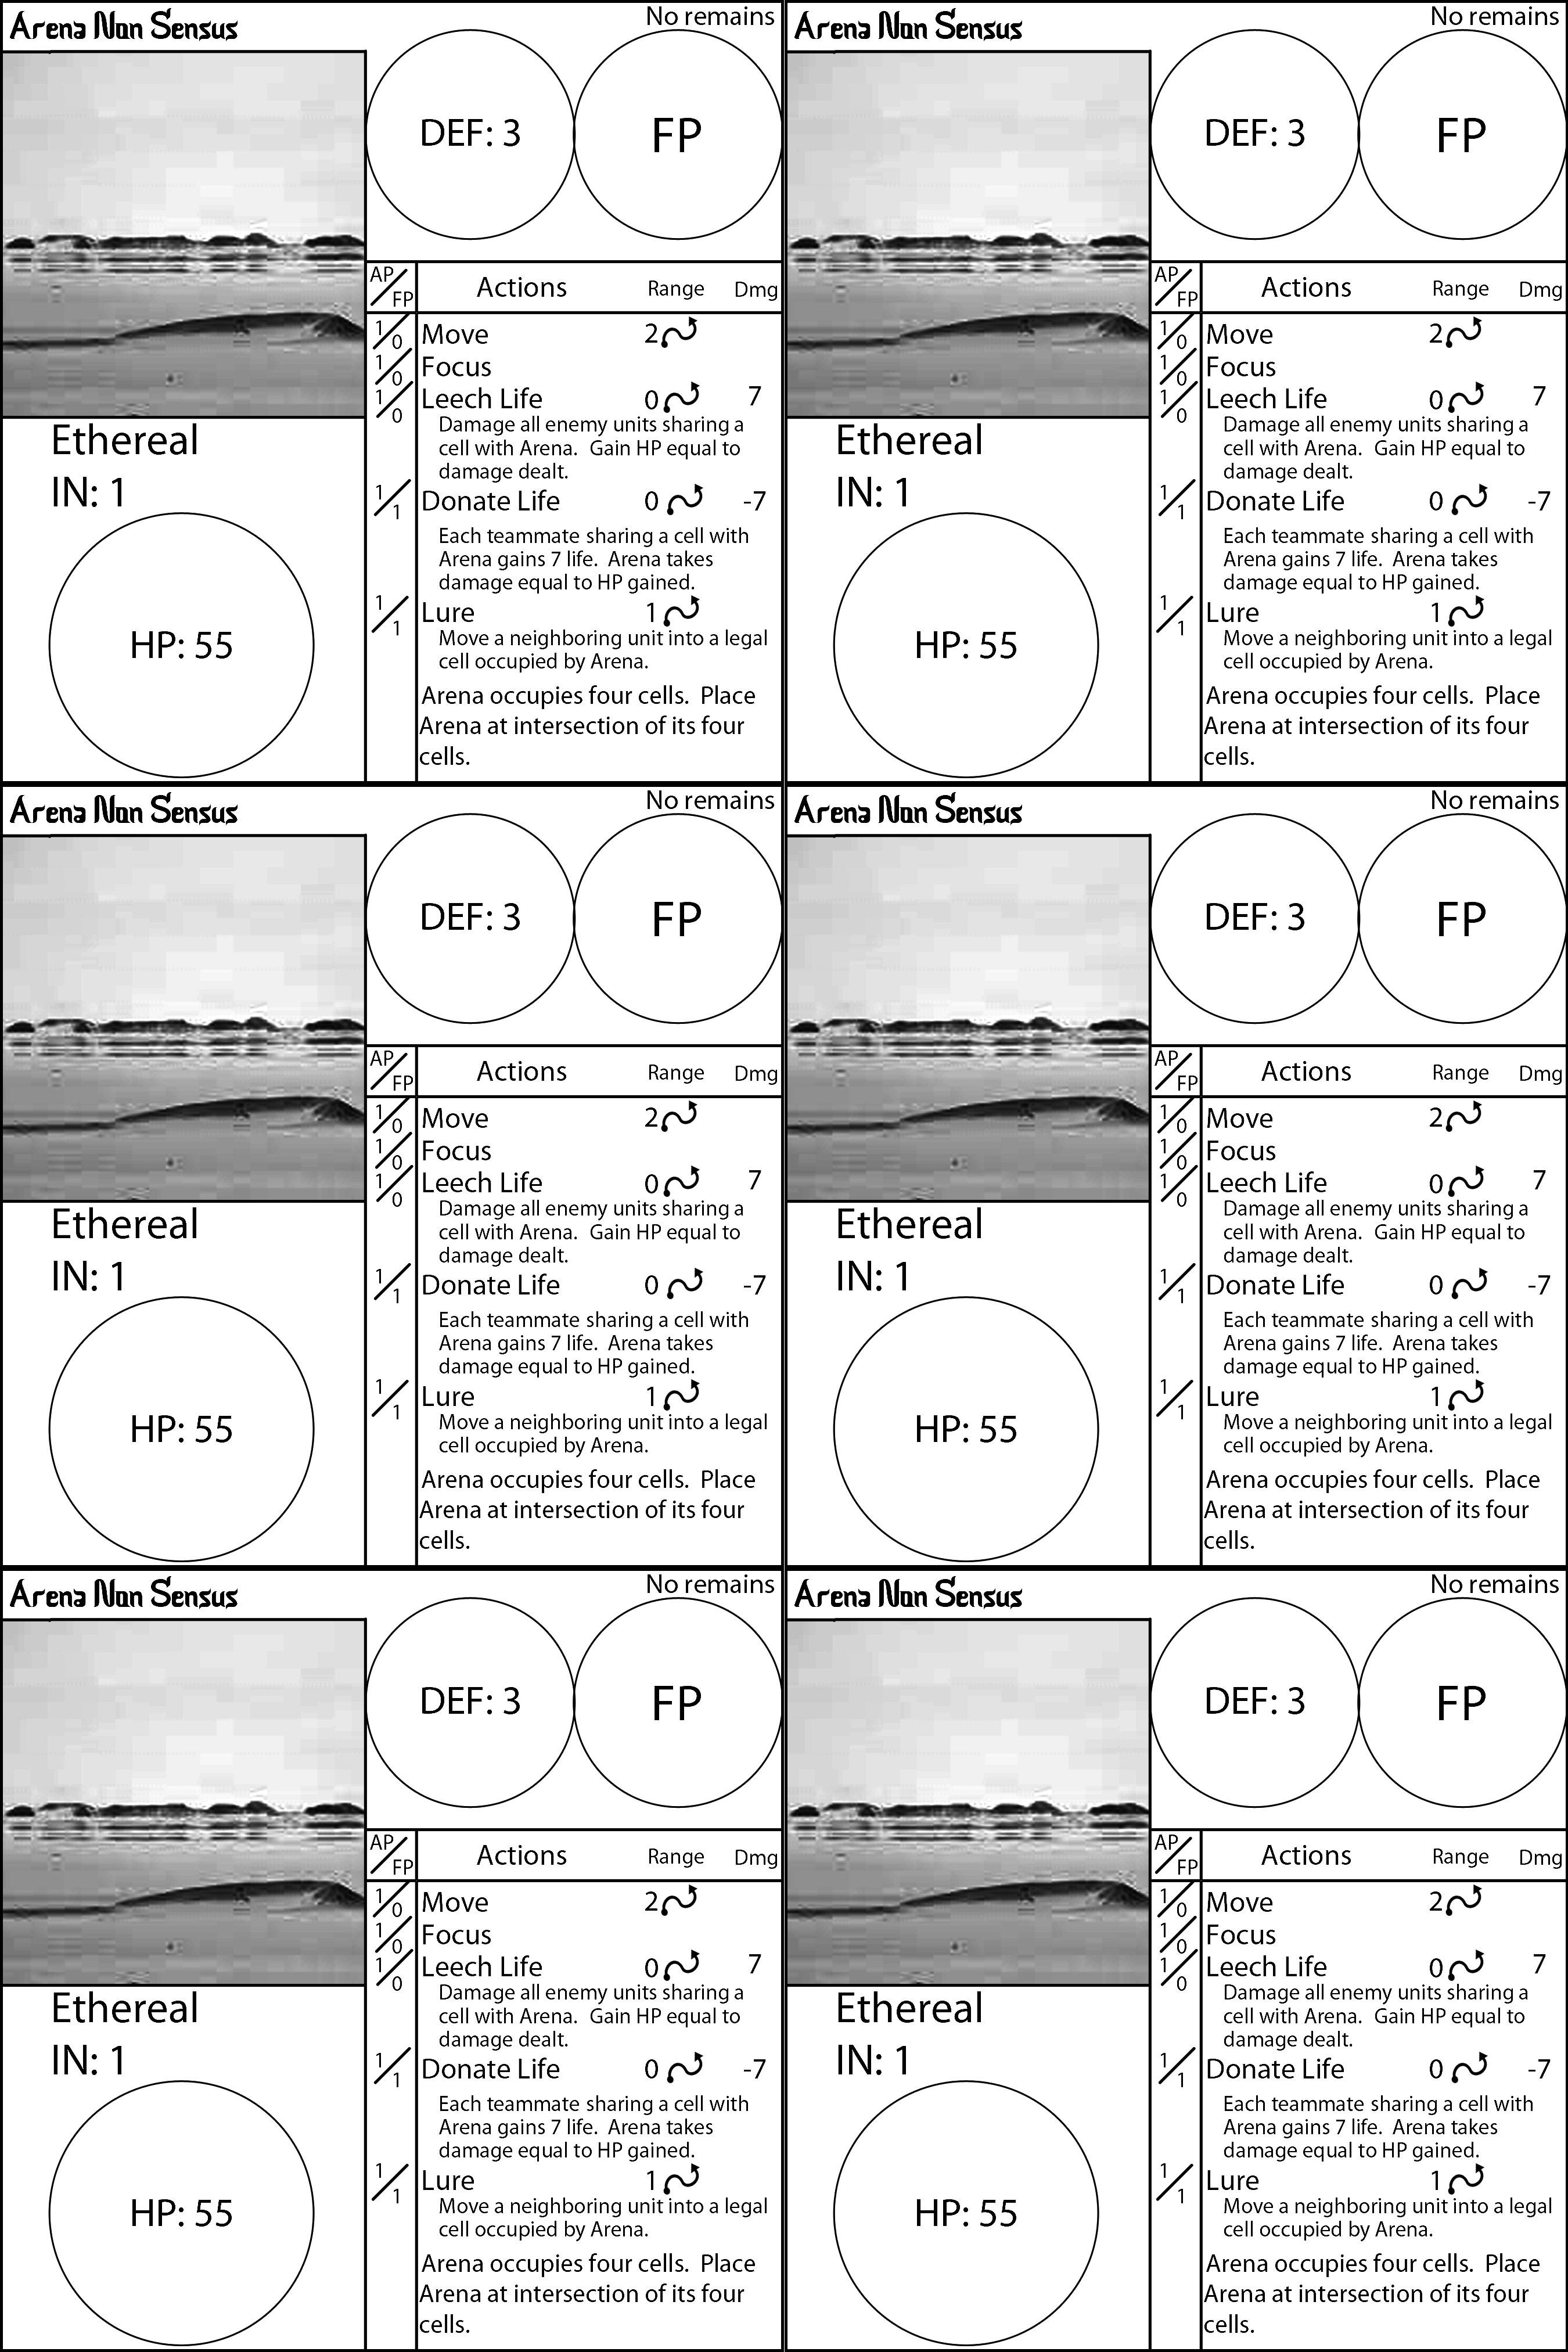 Arena Non Sensus
No remains
DEF: 3
FP
AP/FP Actions Range Dmg
1/0 Move 2
1/0 Focus
1/0 Leech Life 0 7
Damage all enemy units sharing a
cell with Arena. Gain HP equal to
damage dealt.
1/1 Donate Life 0 -7
Each teammate sharing a cell with
Arena gains 7 life. Arena takes
damage equal to HP gained.
1/1 Lure 1
Move a neighboring unit into a legal
cell occupied by Arena.
Arena occupies four cells. Place
Arena at intersection of its four
cells.
Ethereal
IN: 1
HP: 55
Arena Non Sensus
No remains
DEF: 3
FP
AP/FP Actions Range Dmg
1/0 Move 2
1/0 Focus
1/0 Leech Life 0 7
Damage all enemy units sharing a
cell with Arena. Gain HP equal to
damage dealt.
1/1 Donate Life 0 -7
Each teammate sharing a cell with
Arena gains 7 life. Arena takes
damage equal to HP gained.
1/1 Lure 1
Move a neighboring unit into a legal
cell occupied by Arena.
Arena occupies four cells. Place
Arena at intersection of its four
cells.
Ethereal
IN: 1
HP: 55
Arena Non Sensus
No remains
DEF: 3
FP
AP/FP Actions Range Dmg
1/0 Move 2
1/0 Focus
1/0 Leech Life 0 7
Damage all enemy units sharing a
cell with Arena. Gain HP equal to
damage dealt.
1/1 Donate Life 0 -7
Each teammate sharing a cell with
Arena gains 7 life. Arena takes
damage equal to HP gained.
1/1 Lure 1
Move a neighboring unit into a legal
cell occupied by Arena.
Arena occupies four cells. Place
Arena at intersection of its four
cells.
Ethereal
IN: 1
HP: 55
Arena Non Sensus
No remains
DEF: 3
FP
AP/FP Actions Range Dmg
1/0 Move 2
1/0 Focus
1/0 Leech Life 0 7
Damage all enemy units sharing a
cell with Arena. Gain HP equal to
damage dealt.
1/1 Donate Life 0 -7
Each teammate sharing a cell with
Arena gains 7 life. Arena takes
damage equal to HP gained.
1/1 Lure 1
Move a neighboring unit into a legal
cell occupied by Arena.
Arena occupies four cells. Place
Arena at intersection of its four
cells.
Ethereal
IN: 1
HP: 55
Arena Non Sensus
No remains
DEF: 3
FP
AP/FP Actions Range Dmg
1/0 Move 2
1/0 Focus
1/0 Leech Life 0 7
Damage all enemy units sharing a
cell with Arena. Gain HP equal to
damage dealt.
1/1 Donate Life 0 -7
Each teammate sharing a cell with
Arena gains 7 life. Arena takes
damage equal to HP gained.
1/1 Lure 1
Move a neighboring unit into a legal
cell occupied by Arena.
Arena occupies four cells. Place
Arena at intersection of its four
cells.
Ethereal
IN: 1
HP: 55
Arena Non Sensus
No remains
DEF: 3
FP
AP/FP Actions Range Dmg
1/0 Move 2
1/0 Focus
1/0 Leech Life 0 7
Damage all enemy units sharing a
cell with Arena. Gain HP equal to
damage dealt.
1/1 Donate Life 0 -7
Each teammate sharing a cell with
Arena gains 7 life. Arena takes
damage equal to HP gained.
1/1 Lure 1
Move a neighboring unit into a legal
cell occupied by Arena.
Arena occupies four cells. Place
Arena at intersection of its four
cells.
Ethereal
IN: 1
HP: 55